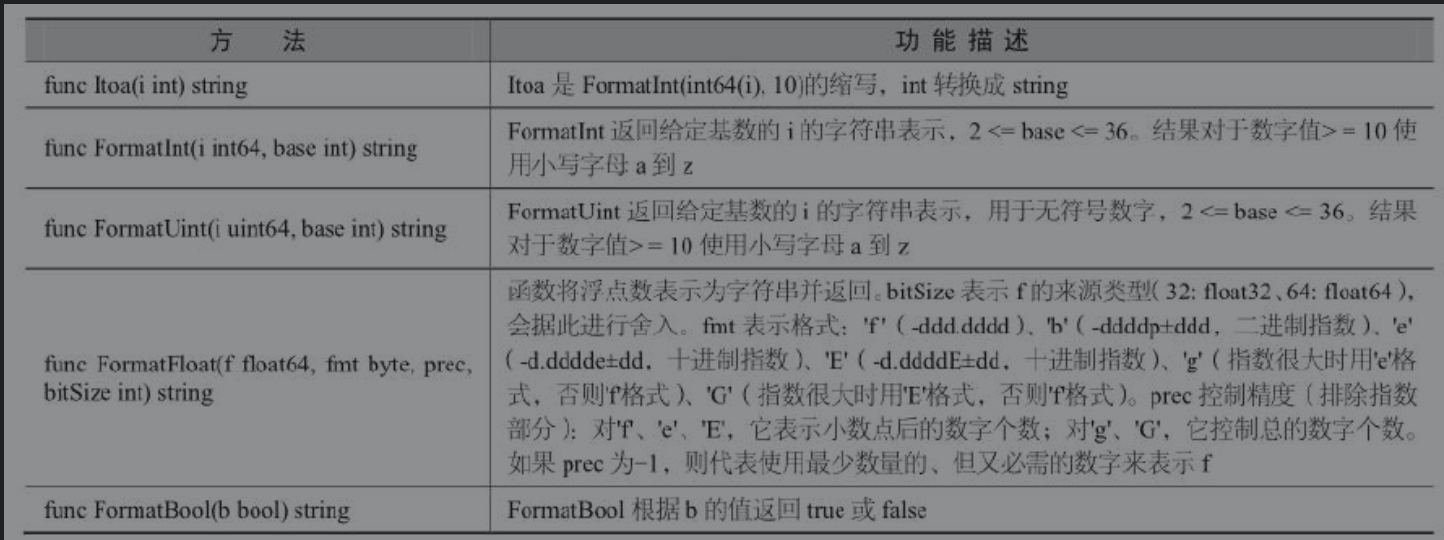 方 法
功 能 描 述
func Itoa(i int) string
Itoa 是 FormatInt(int64(i), 10)的缩写，int 转换成 string
func FormatInt(i int64, base int) string
FormatInt 返回给定基数的 i 的字符串表示，2 <= base <= 36。结果对于数字值> = 10 使
用小写字母 a 到 z
func FormatUint(i uint64, base int) string
FormatUint 返回给定基数的 i 的字符串表示，用于无符号数字，2 <= base <= 36。结果
对于数字值> = 10 使用小写字母 a 到 z
func FormatFloat(f float64, fmt byte, prec,
bitSize int) string
函数将浮点数表示为字符串并返回。bitSize 表示 f 的来源类型（32: float32、64: float64），
会据此进行舍入。fmt 表示格式：'f'（-ddd.dddd）、'b'（-ddddp±ddd，二进制指数）、'e'
（-d.dddde±dd，十进制指数）、'E'（-d.ddddE±dd，十进制指数）、'g'（指数很大时用'e'格
式，否则'f'格式）、'G'（指数很大时用'E'格式，否则'f'格式）。prec 控制精度（排除指数
部分）：对'f'、'e'、'E'，它表示小数点后的数字个数；对'g'、'G'，它控制总的数字个数。
如果 prec 为-1，则代表使用最少数量的、但又必需的数字来表示 f
func FormatBool(b bool) string
FormatBool 根据 b 的值返回 true 或 false